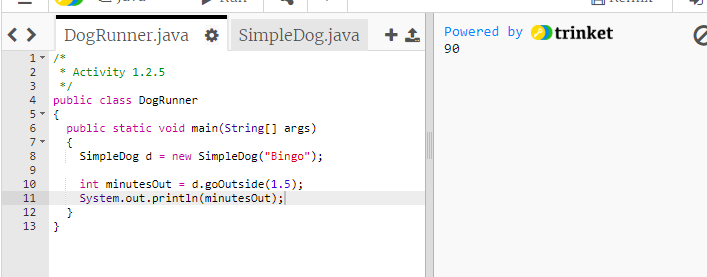 Java
Run
Remix
DogRunner.java
SimpleDog.java
Powered by trinket
90
1 /*
2 * Activity 1.2.5
3 */
4 public class DogRunner
5 {
6 public static void main(String[] args)
7 {
8 SimpleDog d = new SimpleDog("Bingo");
9
10 int minutesOut = d.goOutside(1.5);
11 System.out.println(minutesOut);
12 }
13 }